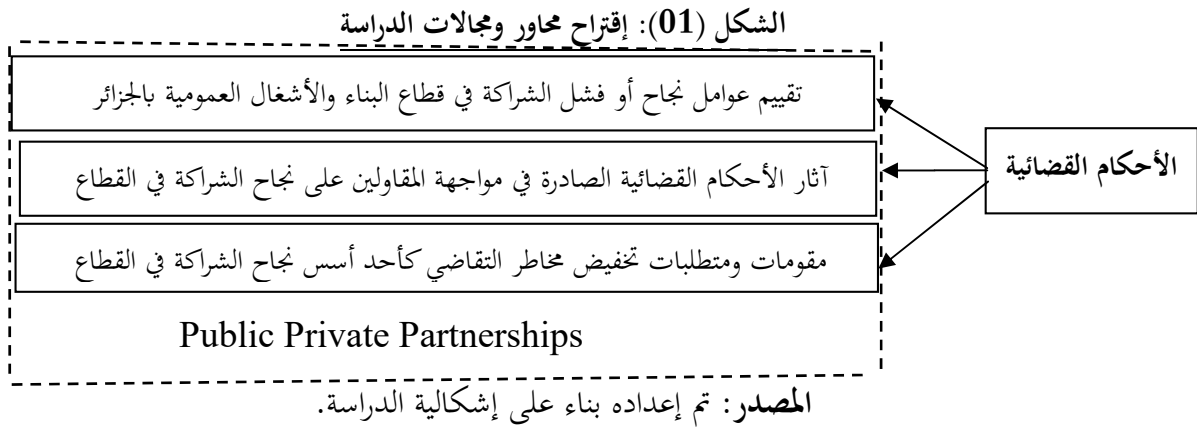 الشكل (01): إقتراح محاور ومجالات الدراسة
تقييم عوامل نجاح أو فشل الشراكة في قطاع البناء والأشغال العمومية بالجزائر
الأحكام القضائية
آثار الأحكام القضائية الصادرة في مواجهة المقاولين على نجاح الشراكة في القطاع
مقومات ومتطلبات تخفيض مخاطر التقاضي كأحد أسس نجاح الشراكة في القطاع
Public Private Partnerships
المصدر: تم إعداده بناء على إشكالية الدراسة.